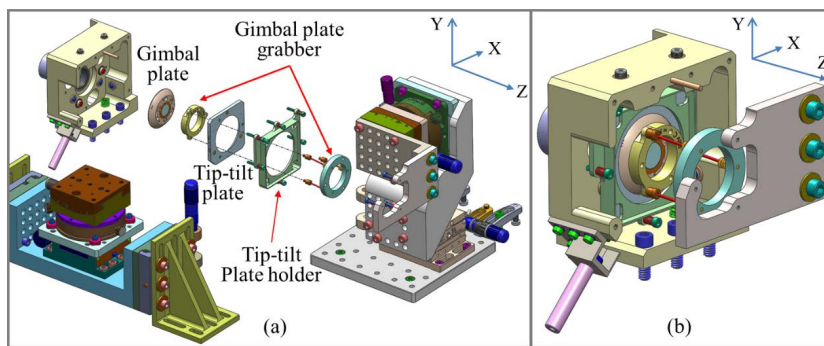 Gimbal plate
grabber
Gimbal
plate
Tip-tilt
plate
Tip-tilt
Plate holder
Y
X
Z
(a)
Y
X
Z
(b)